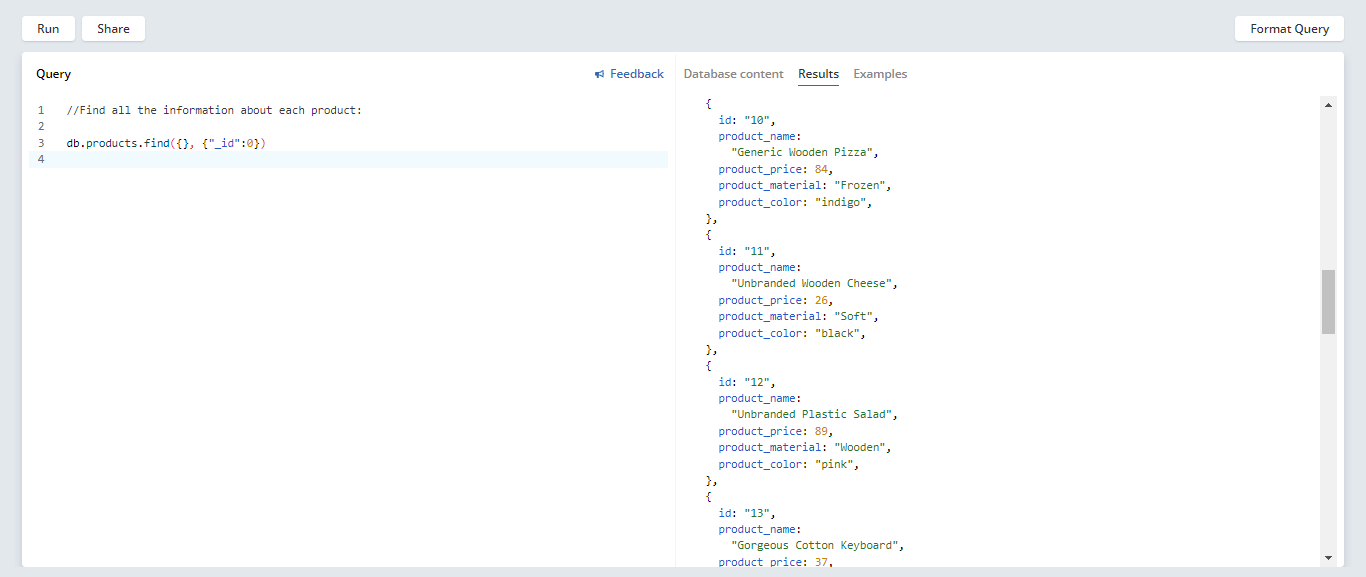 Run Share Format Query
Query Feedback
1 //Find all the information about each product:
2
3 db.products.find({}, {"_id":0})
4
Database content Results Examples
{
id: "10",
product_name:
"Generic Wooden Pizza",
product_price: 84,
product_material: "Frozen",
product_color: "indigo",
},
{
id: "11",
product_name:
"Unbranded Wooden Cheese",
product_price: 26,
product_material: "Soft",
product_color: "black",
},
{
id: "12",
product_name:
"Unbranded Plastic Salad",
product_price: 89,
product_material: "Wooden",
product_color: "pink",
},
{
id: "13",
product_name:
"Gorgeous Cotton Keyboard",
product_price: 37,